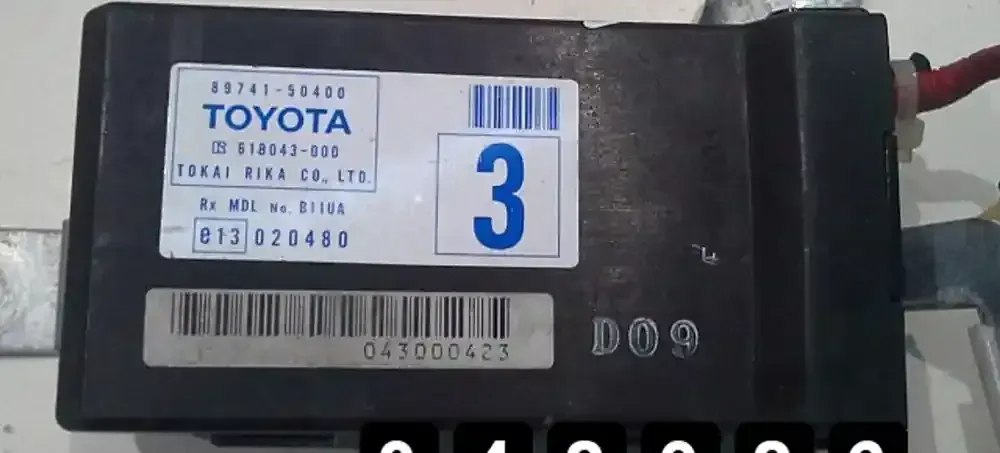 89741-50400
TOYOTA
618043-000
TOKAI RIKA CO., LTD.
Rx MDL No. B11UA
e13 020480
3
043000423
D09